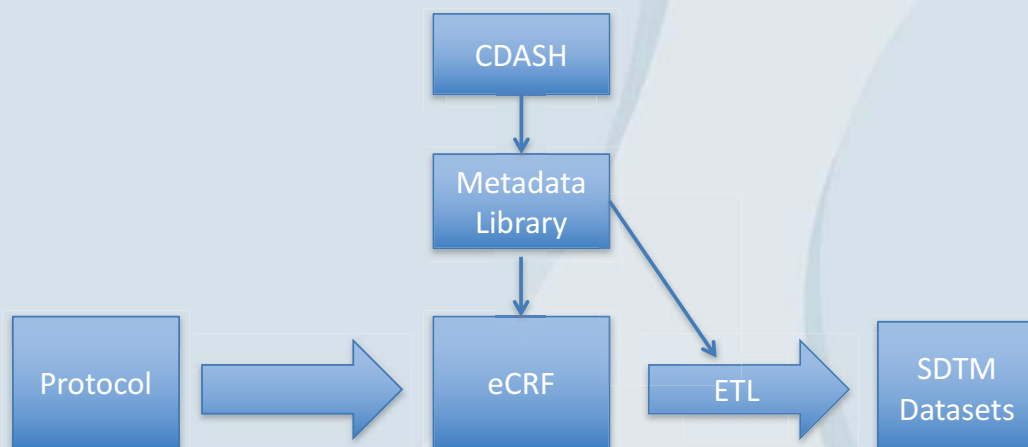 CDASH
Metadata
Library
Protocol
eCRF
ETL
SDTM
Datasets